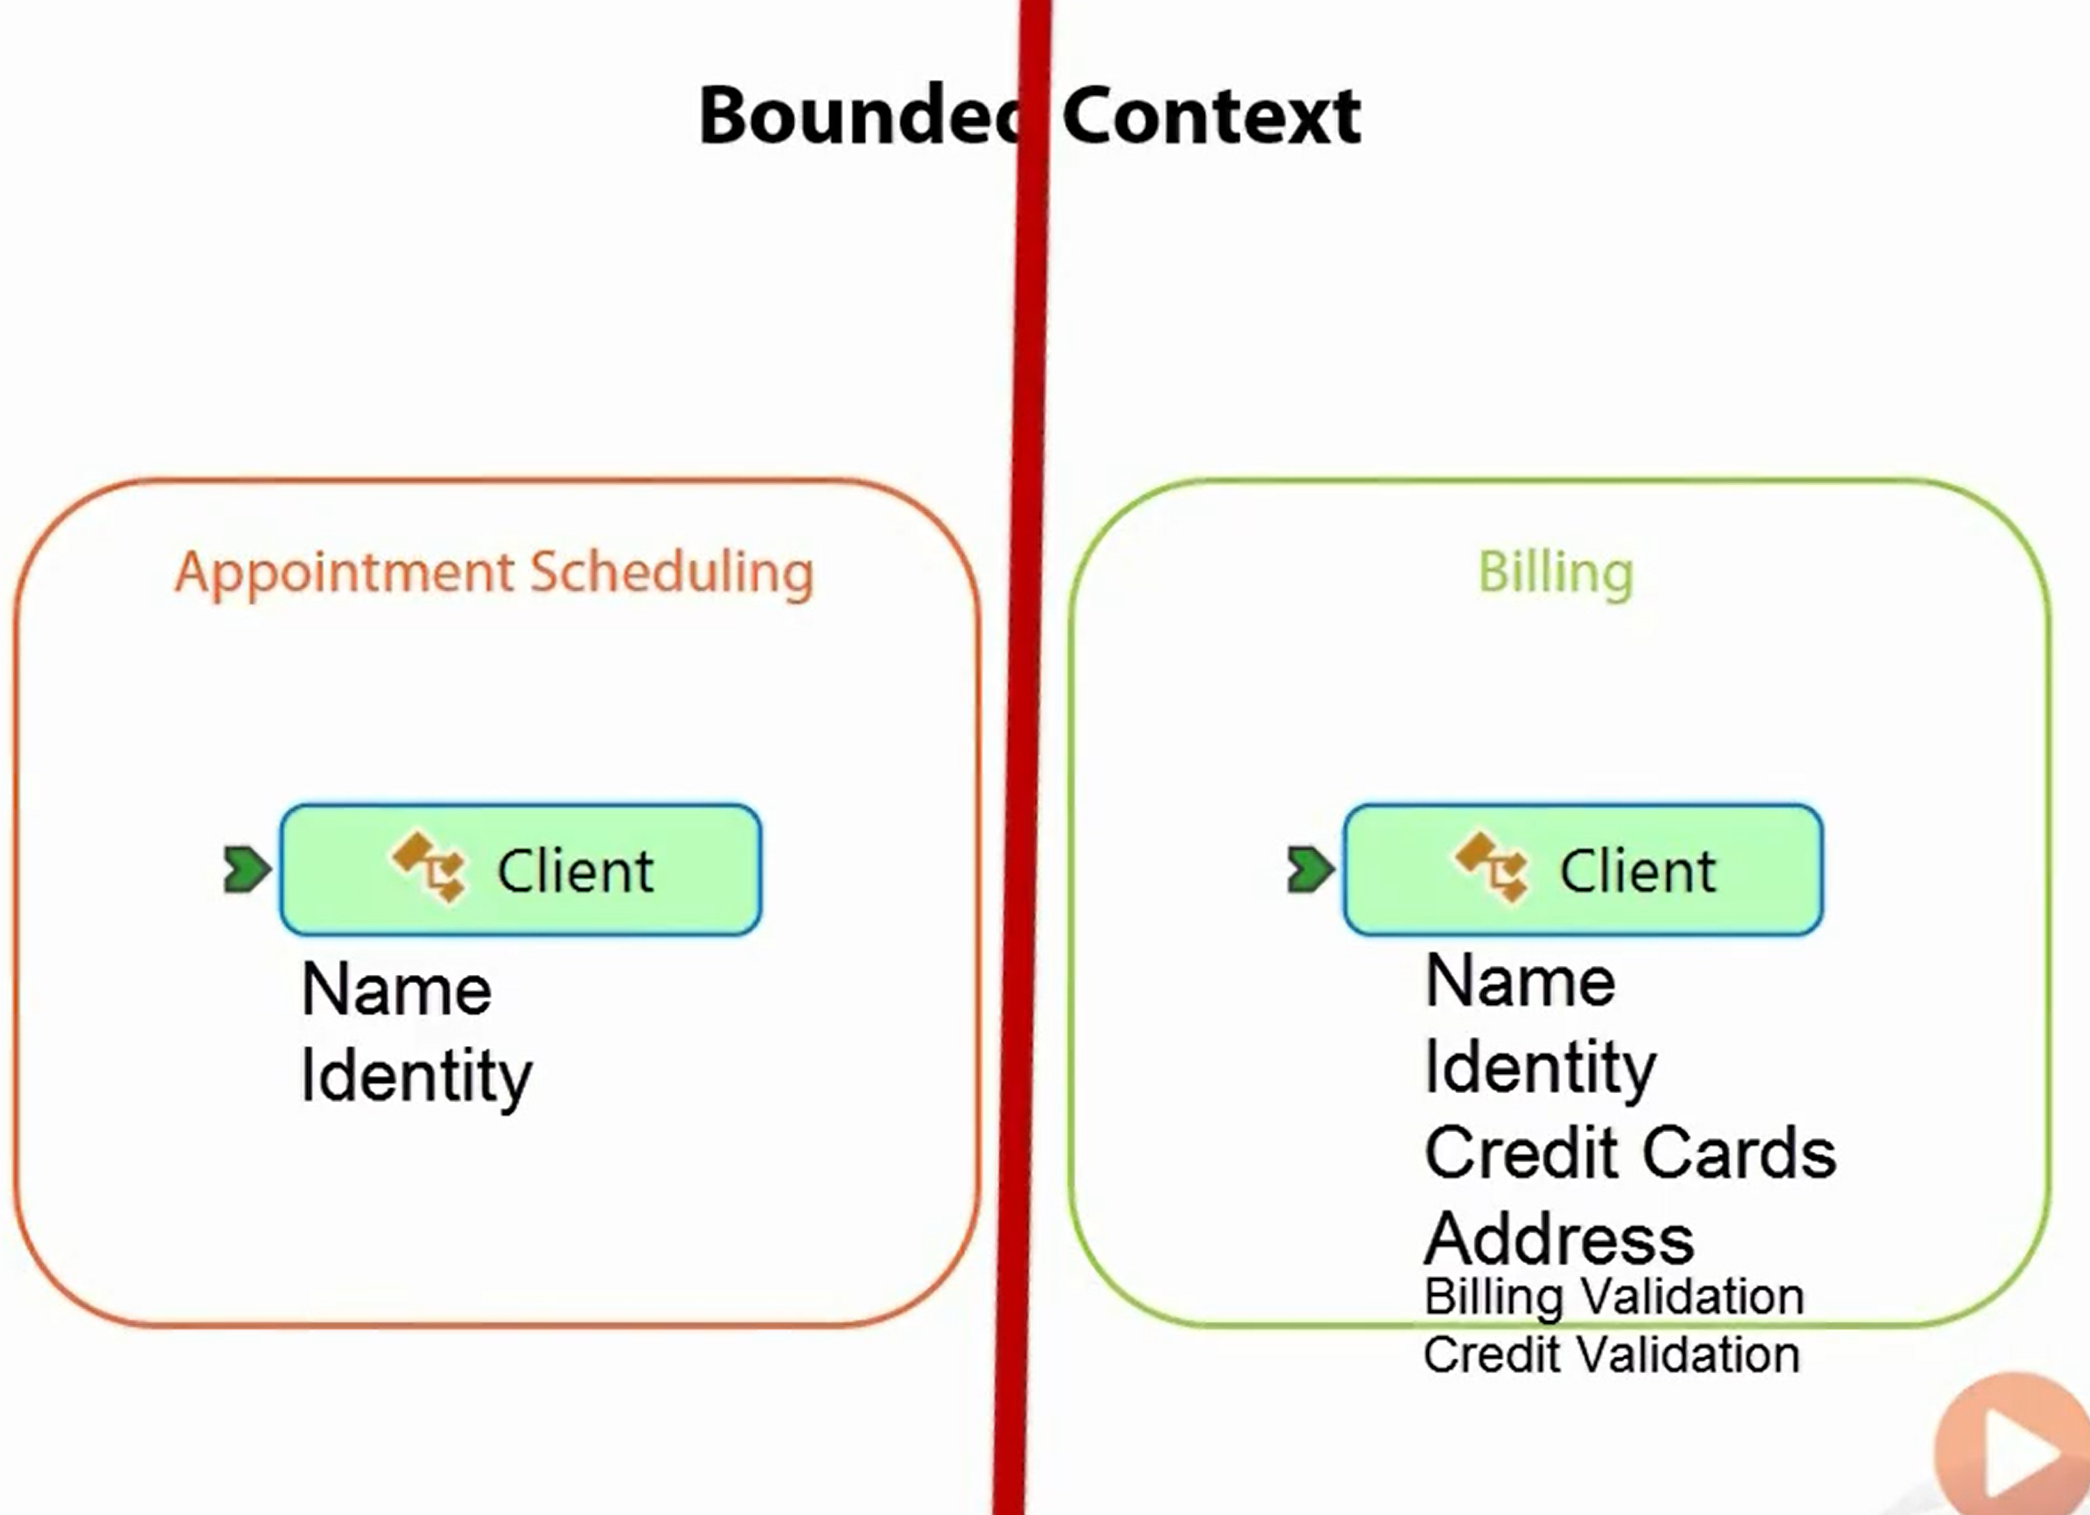 Bounded Context
Appointment Scheduling
Client
Name
Identity
Billing
Client
Name
Identity
Credit Cards
Address
Billing Validation
Credit Validation